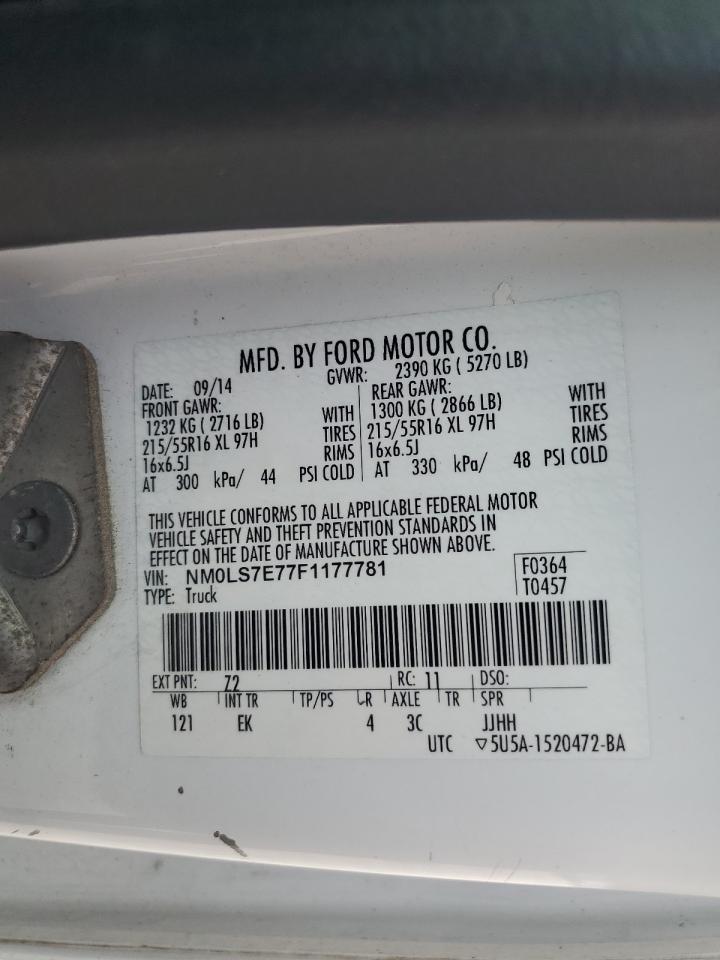 MFD. BY FORD MOTOR CO.
DATE: 09/14 GVWR: 2390 KG ( 5270 LB)
FRONT GAWR: WITH REAR GAWR: WITH
1232 KG ( 2716 LB) TIRES 1300 KG ( 2866 LB) TIRES
215/55R16 XL 97H RIMS 215/55R16 XL 97H RIMS
16x6.5J 16x6.5J
AT 300 kPa/ 44 PSI COLD AT 330 kPa/ 48 PSI COLD
THIS VEHICLE CONFORMS TO ALL APPLICABLE FEDERAL MOTOR
VEHICLE SAFETY AND THEFT PREVENTION STANDARDS IN
EFFECT ON THE DATE OF MANUFACTURE SHOWN ABOVE.
VIN: NM0LS7E77F1177781 F0364
TYPE: Truck T0457
EXT PNT: Z2 RC: 11 DSO:
WB INT TR TP/PS R AXLE TR SPR
121 EK 4 3C JJHH
UTC ▽5U5A-1520472-BA